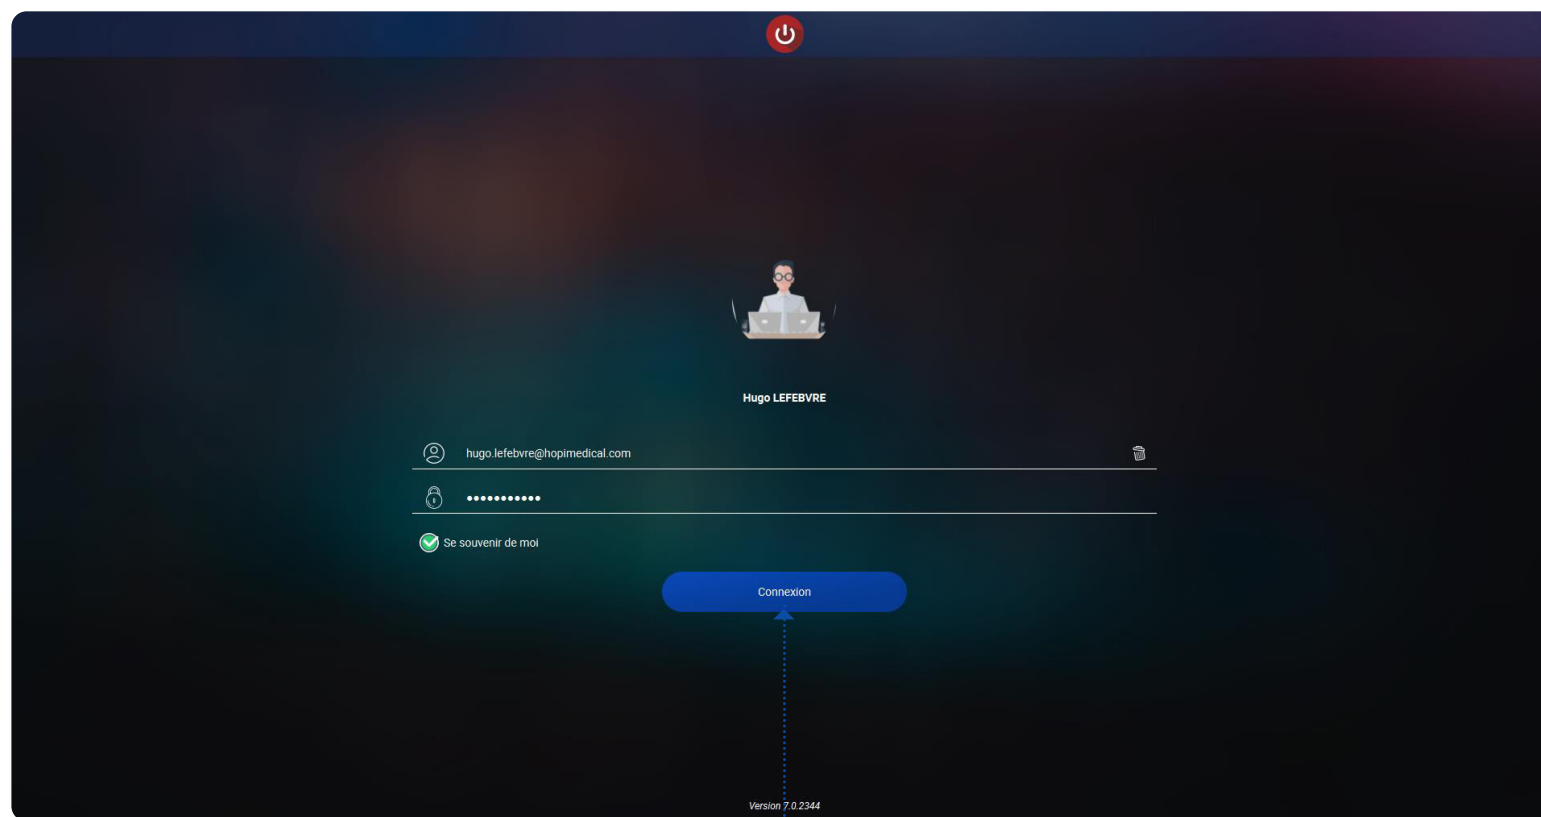 Hugo LEFEBVRE
hugo.lefebvre@hopimedical.com
•••••••••••
Se souvenir de moi
Connexion
Version 7.0.2344